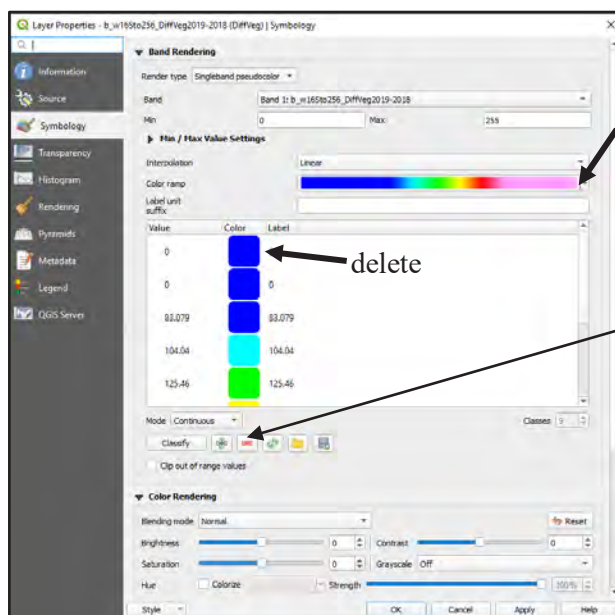 Layer Properties - b_w165to256_DiffVeg2019-2018 (DiffVeg) | Symbology
Information
Source
Symbology
Transparency
Histogram
Rendering
Pyramids
Metadata
Legend
QGIS Server
Band Rendering
Render type Singleband pseudocolor
Band Band 1: b_w165to256_DiffVeg2019-2018
Min 0 Max 255
Min / Max Value Settings
Interpolation Linear
Color ramp
Label unit suffix
Value Color Label
0
delete
0 0
83.079 83.079
104.04 104.04
125.46 125.46
Mode Continuous Classes 9
Classify
Clip out of range values
Color Rendering
Blending mode Normal Reset
Brightness 0 Contrast 0
Saturation 0 Grayscale Off
Hue Colorize Strength 100%
Style OK Cancel Apply Help